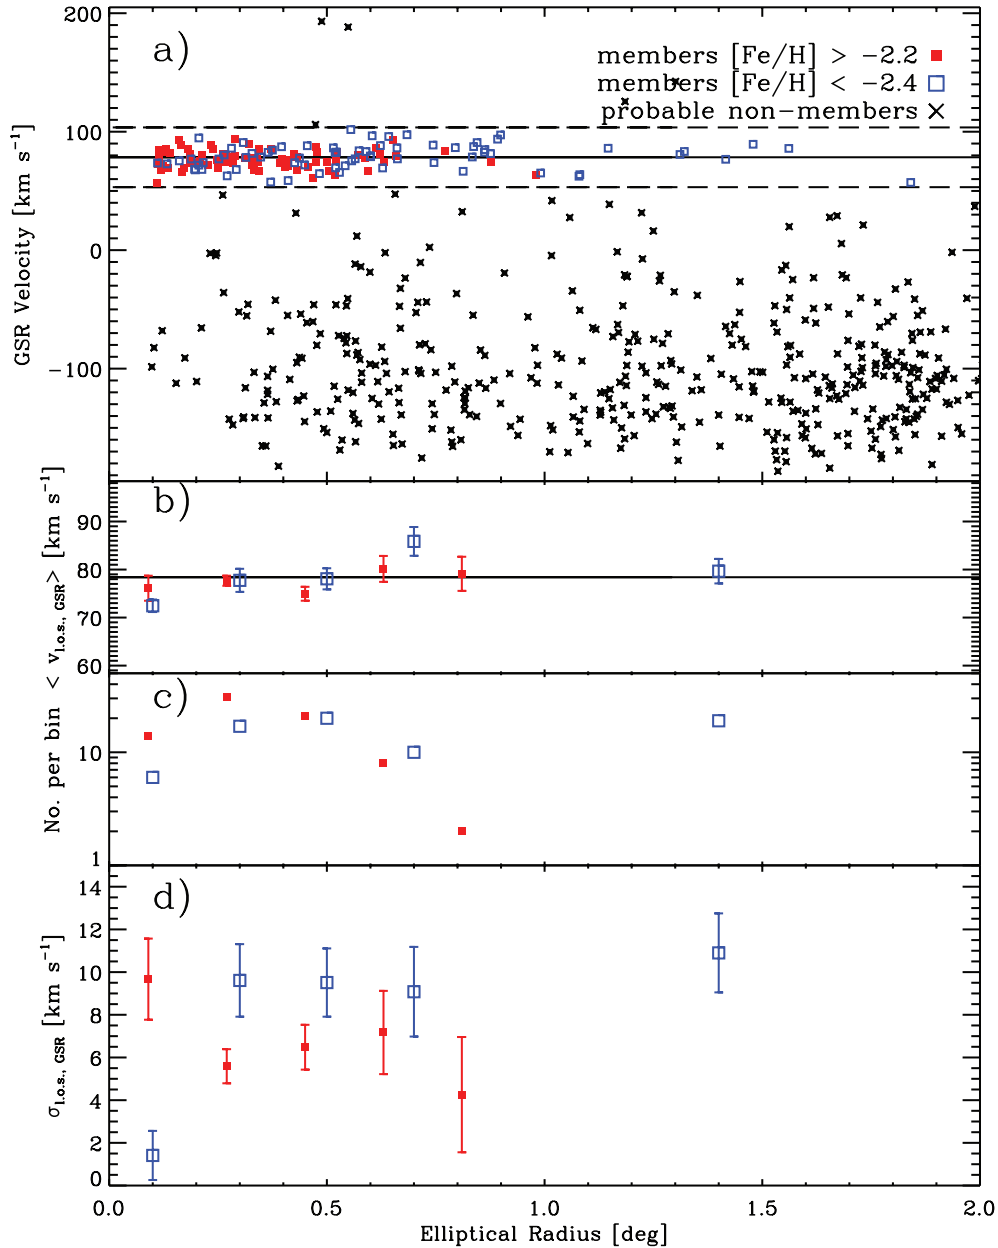 200
a)
members [Fe/H] > −2.2
members [Fe/H] < −2.4
probable non−members
100
0
−100
GSR Velocity [km s−1]
b)
90
80
70
60
< vl.o.s., GSR> [km s−1]
c)
10
1
No. per bin
d)
14
12
10
8
6
4
2
0
σl.o.s., GSR [km s−1]
0.0 0.5 1.0 1.5 2.0
Elliptical Radius [deg]